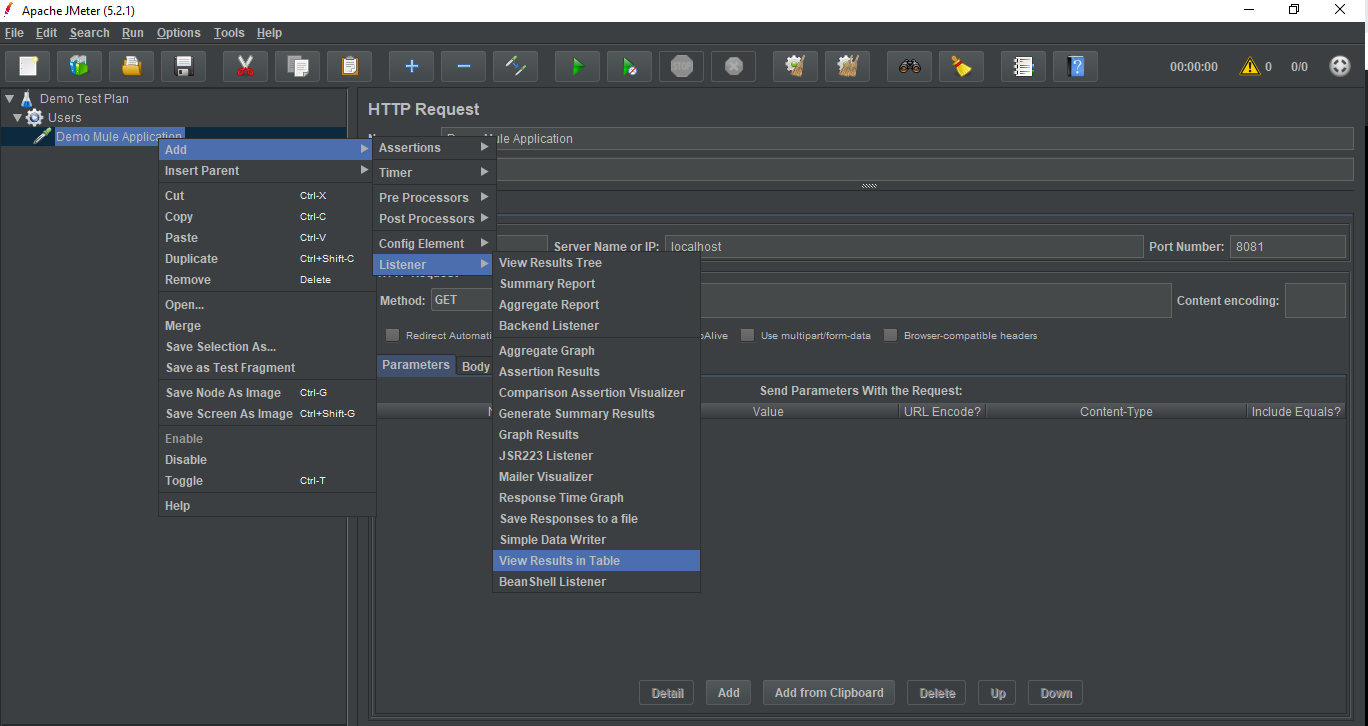 Apache JMeter (5.2.1)
File Edit Search Run Options Tools Help
STOP
00:00:00 0 0/0
Demo Test Plan
Users
Demo Mule Application
Add
Insert Parent
Cut Ctrl-X
Copy Ctrl-C
Paste Ctrl-V
Duplicate Ctrl+Shift-C
Remove Delete
Open...
Merge
Save Selection As...
Save as Test Fragment
Save Node As Image Ctrl-G
Save Screen As Image Ctrl+Shift-G
Enable
Disable
Toggle Ctrl-T
Help
Assertions
Timer
Pre Processors
Post Processors
Config Element
Listener
View Results Tree
Summary Report
Aggregate Report
Backend Listener
Aggregate Graph
Assertion Results
Comparison Assertion Visualizer
Generate Summary Results
Graph Results
JSR223 Listener
Mailer Visualizer
Response Time Graph
Save Responses to a file
Simple Data Writer
View Results in Table
BeanShell Listener
HTTP Request
Application
Server Name or IP: localhost Port Number: 8081
Method: GET Content encoding:
Redirect Automati Use multipart/form-data Browser-compatible headers
Parameters Body
Send Parameters With the Request:
Value URL Encode? Content-Type Include Equals?
Detail Add Add from Clipboard Delete Up Down